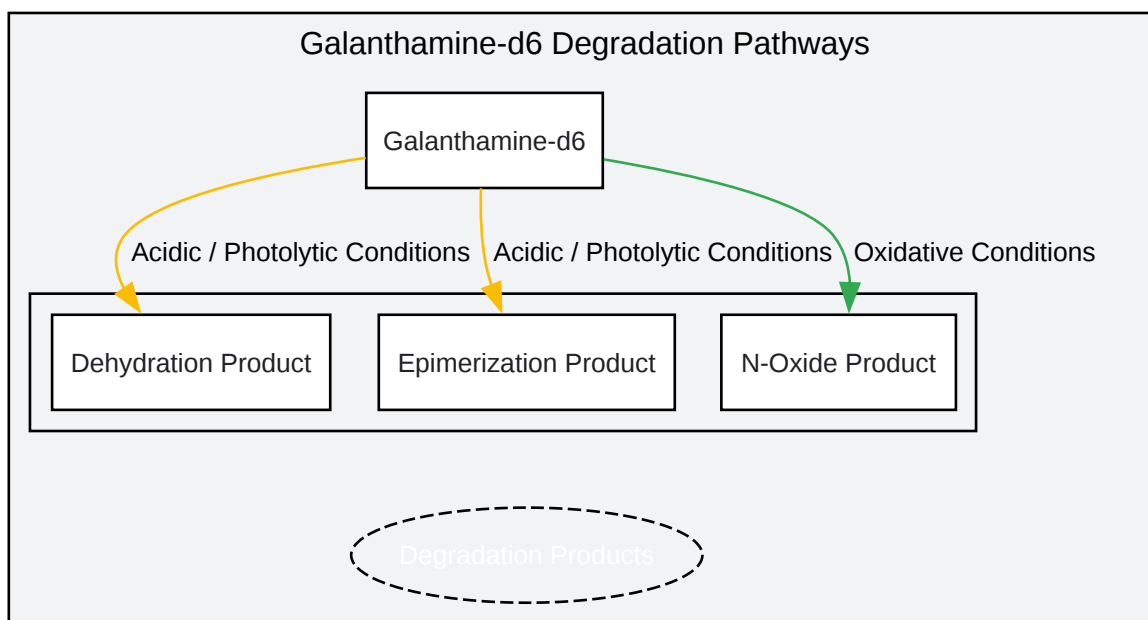 Galanthamine-d6 Degradation Pathways
Galanthamine-d6
Acidic / Photolytic Conditions
Acidic / Photolytic Conditions
Oxidative Conditions
Dehydration Product
Epimerization Product
N-Oxide Product
Degradation Products